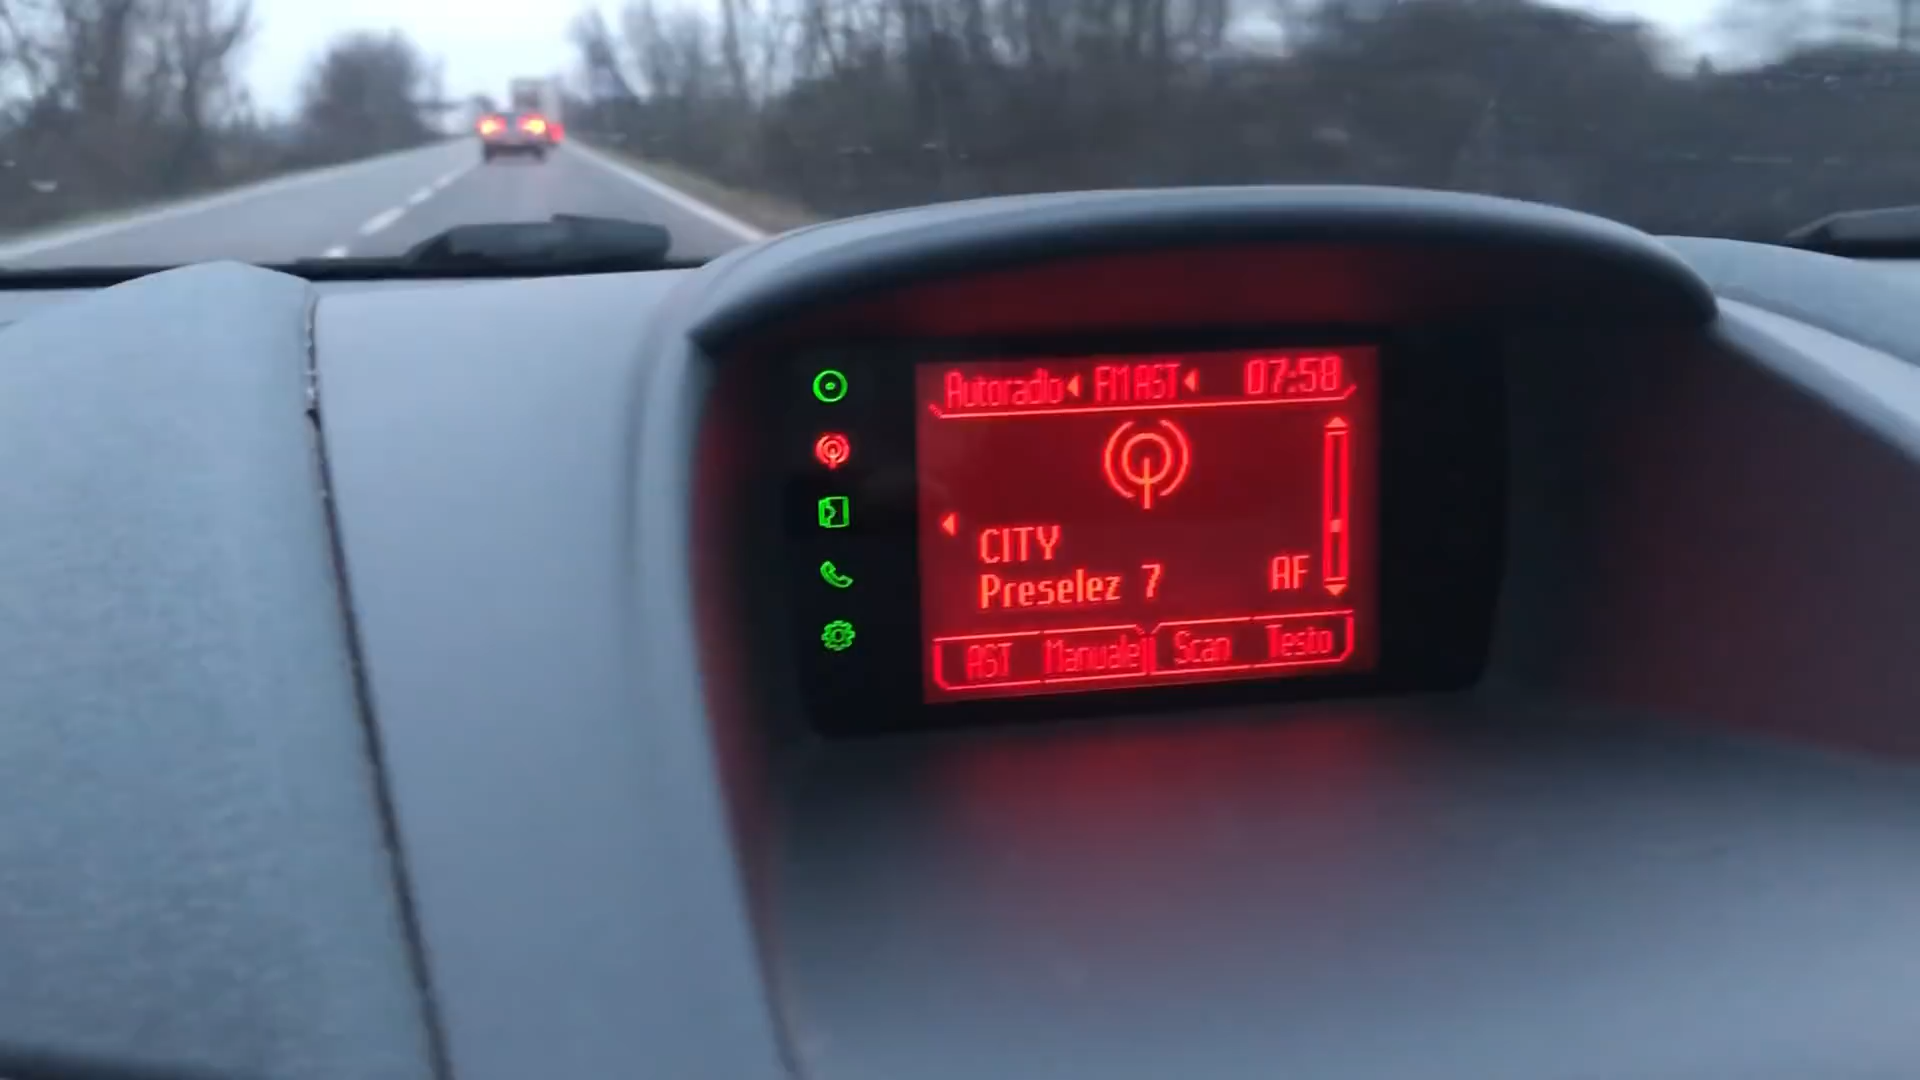 Autoradio FM AST 07:58
CITY
Preselez 7 AF
AST Manuale Scan Testo